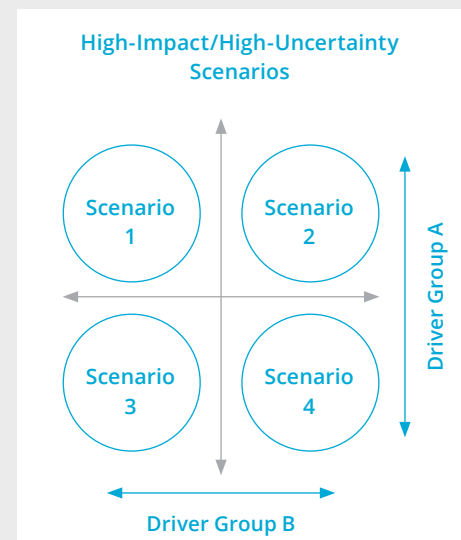 High-Impact/High-Uncertainty
Scenarios
Scenario
1
Scenario
2
Driver Group A
Scenario
3
Scenario
4
Driver Group B